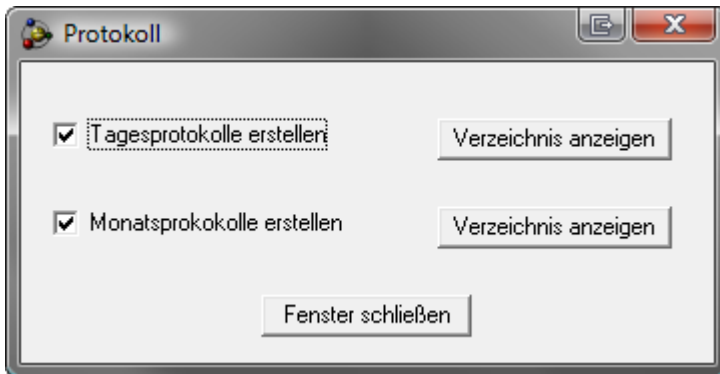 Protokoll
Tagesprotokolle erstellen
Verzeichnis anzeigen
Monatsprokokolle erstellen
Verzeichnis anzeigen
Fenster schließen